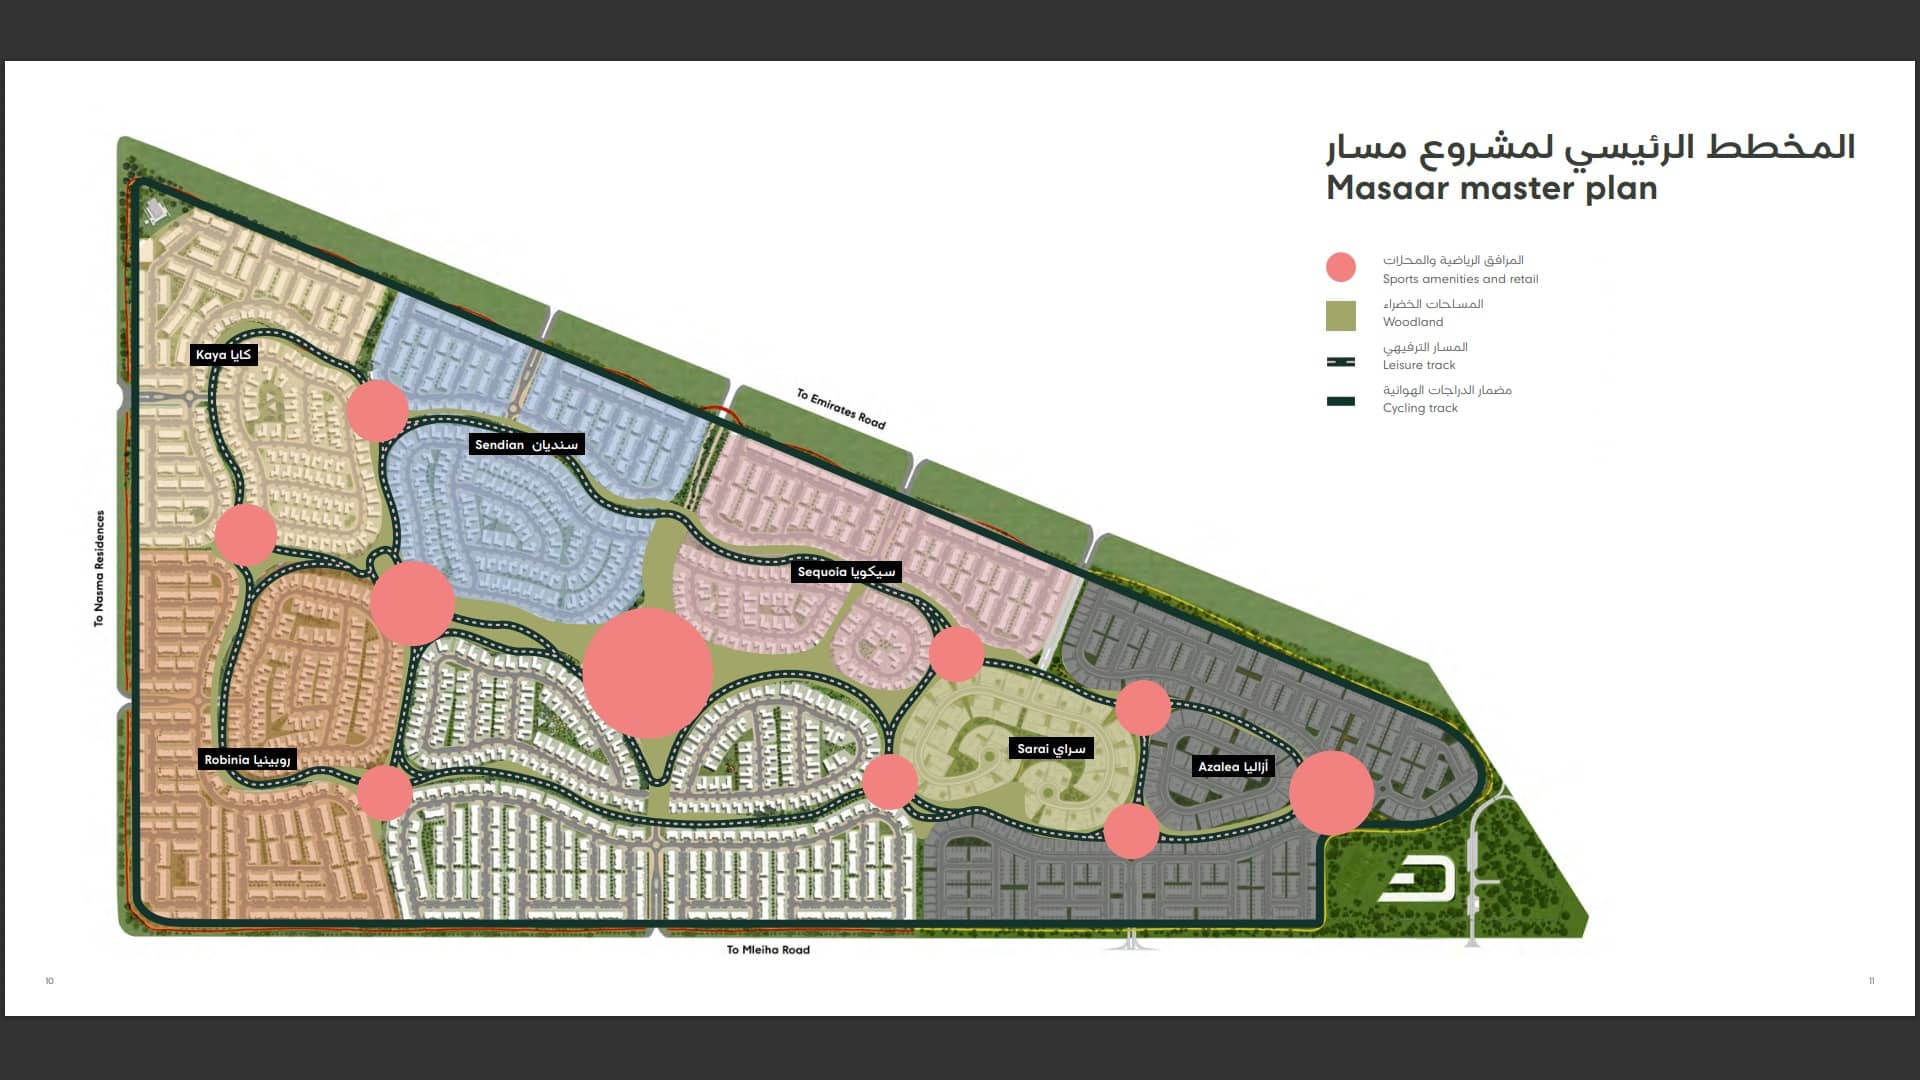 المخطط الرئيسي لمشروع مسار
Masaar master plan
المرافق الرياضية والمحلات
Sports amenities and retail
المساحات الخضراء
Woodland
المسار الترفيهي
Leisure track
مضمار الدراجات الهوائية
Cycling track
To Emirates Road
Kaya كايا
Sendian سنديان
To Nasma Residences
Sequoia سيكويا
Sarai سراي
Robinia روبينيا
Azalea أزاليا
To Mleiha Road
10
11